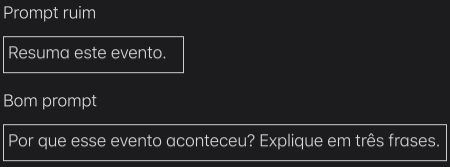 Prompt ruim
Resuma este evento.
Bom prompt
Por que esse evento aconteceu? Explique em três frases.